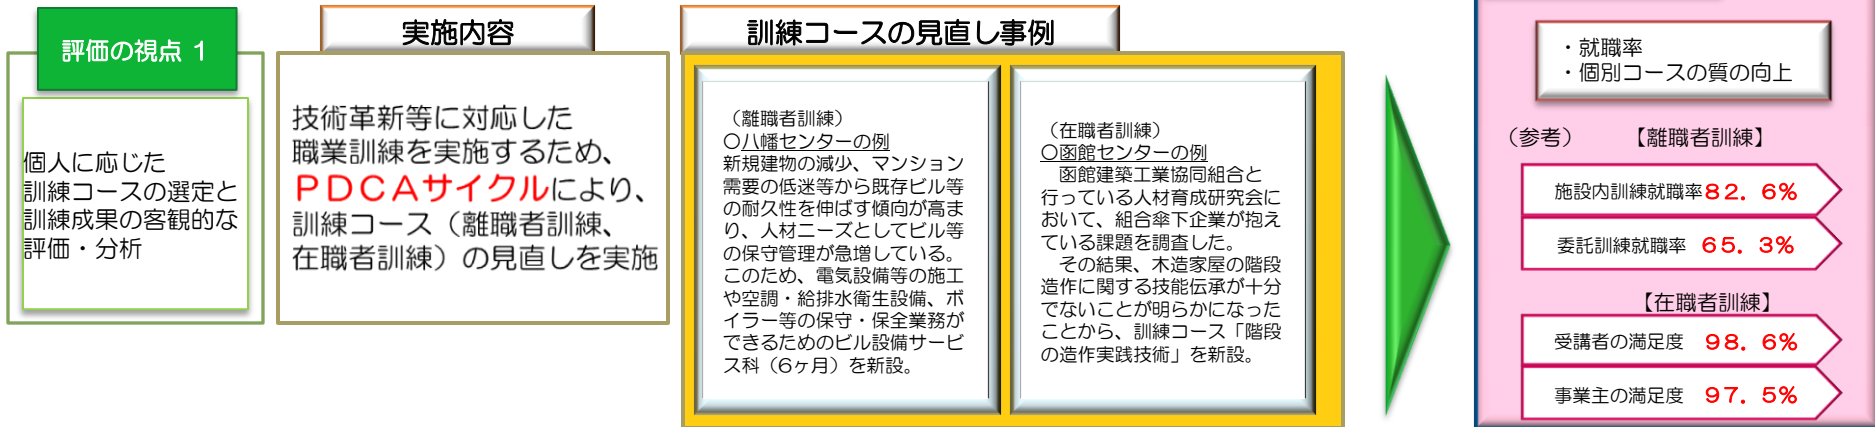 評価の視点 1
個人に応じた
訓練コースの選定と
訓練成果の客観的な
評価・分析
実施内容
技術革新等に対応した
職業訓練を実施するため、
ＰＤＣＡサイクルにより、
訓練コース（離職者訓練、
在職者訓練）の見直しを実施
訓練コースの見直し事例
（離職者訓練）
○八幡センターの例
新規建物の減少、マンション
需要の低迷等から既存ビル等
の耐久性を伸ばす傾向が高ま
り、人材ニーズとしてビル等
の保守管理が急増している。
このため、電気設備等の施工
や空調・給排水衛生設備、ボ
イラー等の保守・保全業務が
できるためのビル設備サービ
ス科（6ヶ月）を新設。
（在職者訓練）
○函館センターの例
　函館建築工業協同組合と
行っている人材育成研究会に
おいて、組合傘下企業が抱え
ている課題を調査した。
　その結果、木造家屋の階段
造作に関する技能伝承が十分
でないことが明らかになった
ことから、訓練コース「階段
の造作実践技術」を新設。
・就職率
・個別コースの質の向上
（参考）　【離職者訓練】
施設内訓練就職率８２．６％
委託訓練就職率 ６５．３％
【在職者訓練】
受講者の満足度 ９８．６％
事業主の満足度 ９７．５％